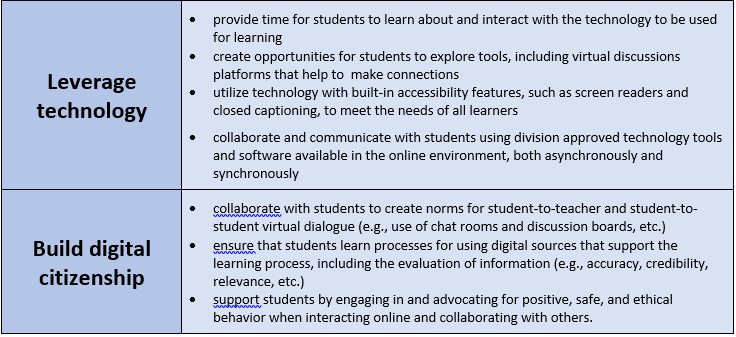 Leverage
technology
• provide time for students to learn about and interact with the technology to be used
for learning
• create opportunities for students to explore tools, including virtual discussions
platforms that help to  make connections
• utilize technology with built-in accessibility features, such as screen readers and
closed captioning, to meet the needs of all learners
• collaborate and communicate with students using division approved technology tools
and software available in the online environment, both asynchronously and
synchronously
Build digital
citizenship
• collaborate with students to create norms for student-to-teacher and student-to-
student virtual dialogue (e.g., use of chat rooms and discussion boards, etc.)
• ensure that students learn processes for using digital sources that support the
learning process, including the evaluation of information (e.g., accuracy, credibility,
relevance, etc.)
• support students by engaging in and advocating for positive, safe, and ethical
behavior when interacting online and collaborating with others.